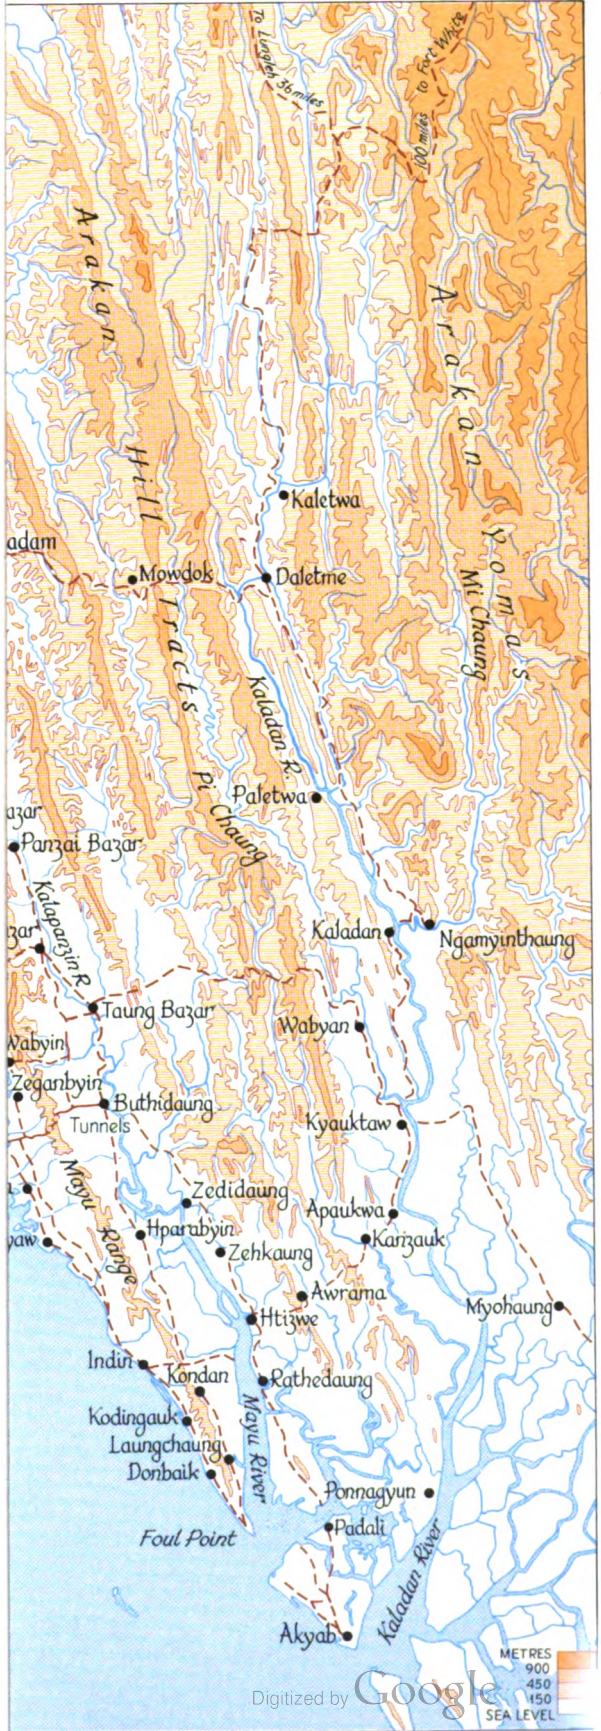 To Lungleh 36 miles
100 miles to Fort White
Arakan
Hill
Tracts
Arakan
Yomas
Mi Chaung
Kaletwa
adam
Mowdok
Daletme
Kaladan R.
Paletwa
Pi Chaung
azar
Panzai Bazar
Kalapanzin R.
zar
Kaladan
Ngamyinthaung
Taung Bazar
Wabyan
wabyin
Zeganbyin
Buthidaung
Tunnels
Kyauktaw
Mayu Range
Zedidaung
Apaukwa
yaw
Hparabyin
Kanzauk
Zehkaung
Awrama
Myohaung
Htizwe
Indin
Kondan
Rathedaung
Kodingauk
Mayu River
Laungchaung
Donbaik
Ponnagyun
Foul Point
Padali
Kaladan River
Akyab
METRES
900
450
150
SEA LEVEL
Digitized by Google